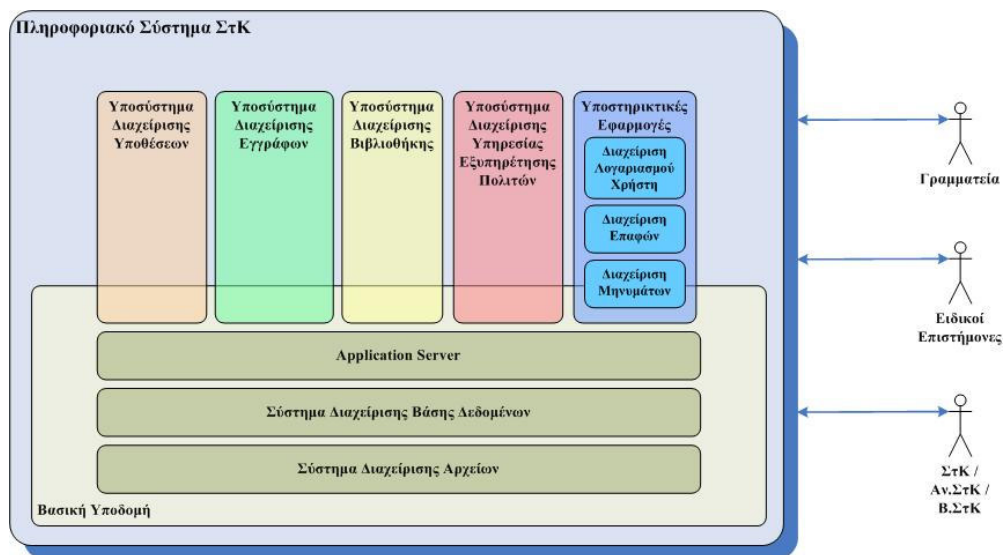 Πληροφοριακό Σύστημα ΣτΚ
Υποσύστημα
Διαχείρισης
Υποθέσεων
Υποσύστημα
Διαχείρισης
Εγγράφων
Υποσύστημα
Διαχείρισης
Βιβλιοθήκης
Υποσύστημα
Διαχείρισης
Υπηρεσίας
Εξυπηρέτησης
Πολιτών
Υποστηρικτικές
Εφαρμογές
Διαχείριση
Λογαριασμού
Χρήστη
Διαχείριση
Επαφών
Διαχείριση
Μηνυμάτων
Application Server
Σύστημα Διαχείρισης Βάσης Δεδομένων
Σύστημα Διαχείρισης Αρχείων
Βασική Υποδομή
Γραμματεία
Ειδικοί
Επιστήμονες
ΣτΚ /
Αν.ΣτΚ /
Β.ΣτΚ